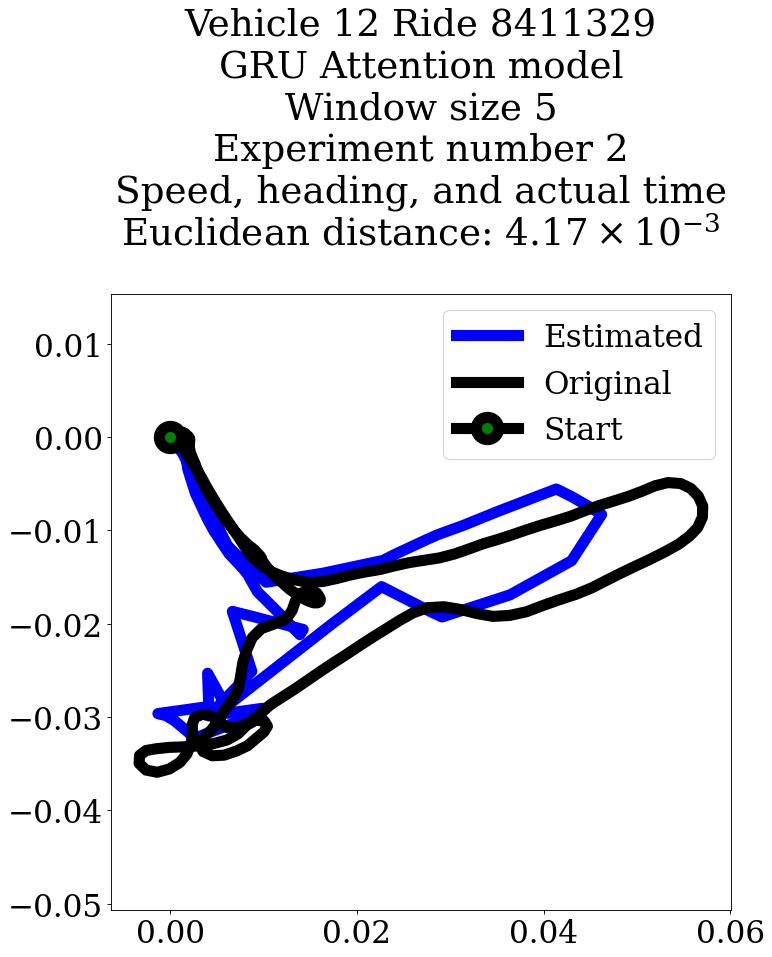 Vehicle 12 Ride 8411329
GRU Attention model
Window size 5
Experiment number 2
Speed, heading, and actual time
Euclidean distance: 4.17 × 10⁻³
Estimated
Original
Start
0.01
0.00
−0.01
−0.02
−0.03
−0.04
−0.05
0.00 0.02 0.04 0.06